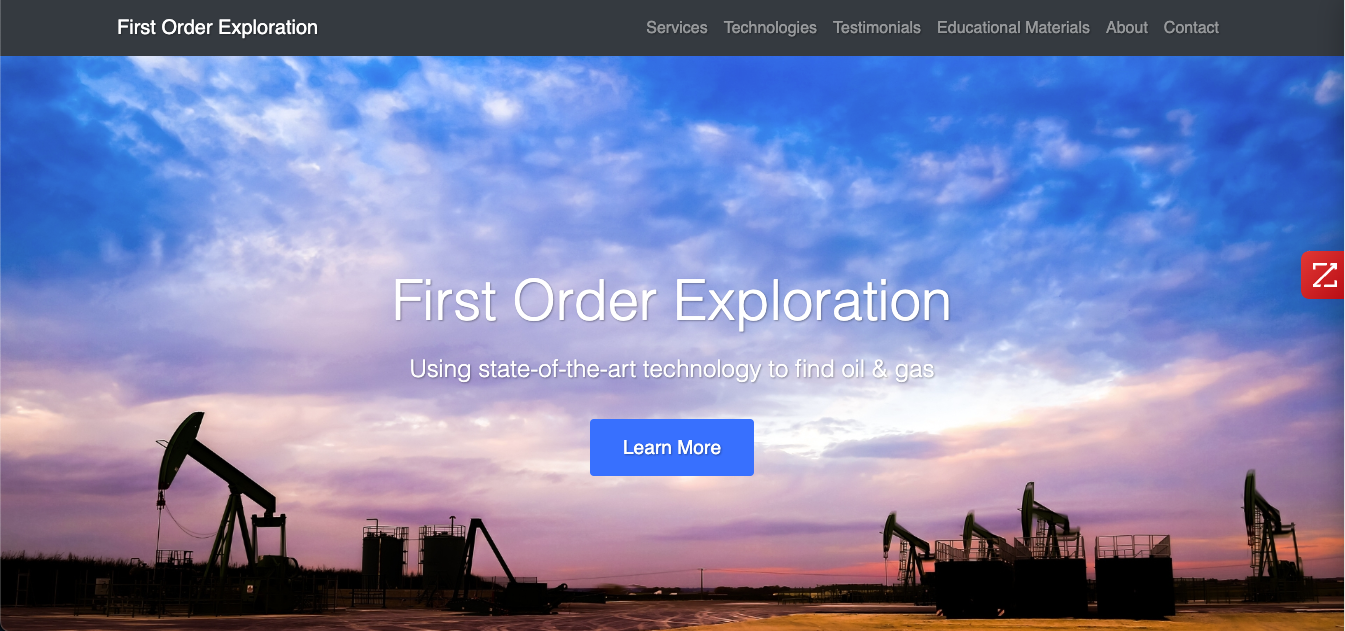 First Order Exploration
Services Technologies Testimonials Educational Materials About Contact
First Order Exploration
Using state-of-the-art technology to find oil & gas
Learn More